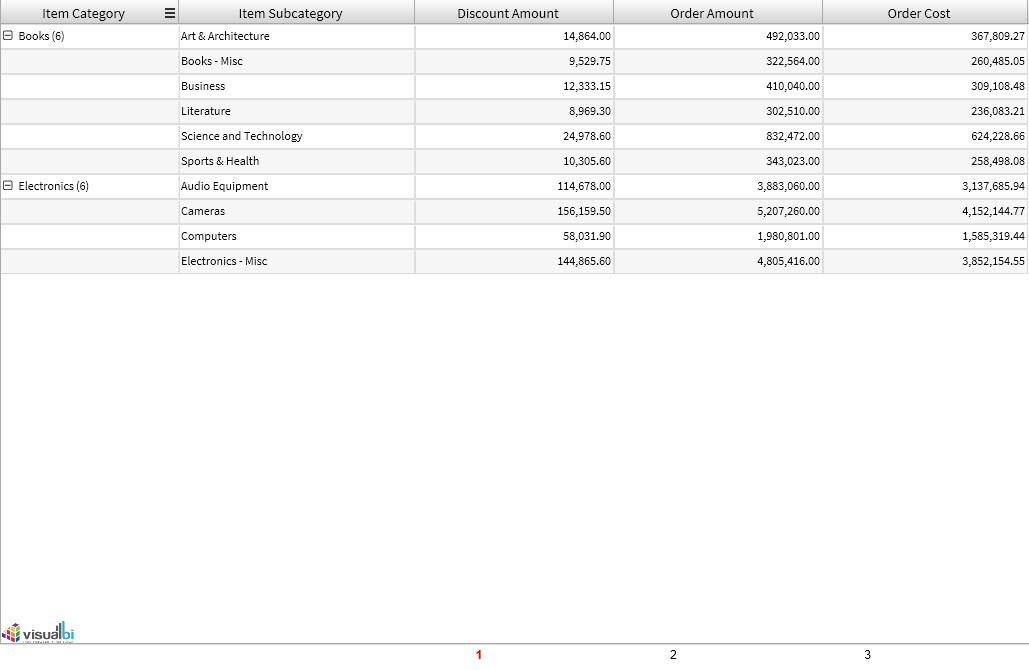 Item Category Item Subcategory Discount Amount Order Amount Order Cost
Books (6) Art & Architecture 14,864.00 492,033.00 367,809.27
Books - Misc 9,529.75 322,564.00 260,485.05
Business 12,333.15 410,040.00 309,108.48
Literature 8,969.30 302,510.00 236,083.21
Science and Technology 24,978.60 832,472.00 624,228.66
Sports & Health 10,305.60 343,023.00 258,498.08
Electronics (6) Audio Equipment 114,678.00 3,883,060.00 3,137,685.94
Cameras 156,159.50 5,207,260.00 4,152,144.77
Computers 58,031.90 1,980,801.00 1,585,319.44
Electronics - Misc 144,865.60 4,805,416.00 3,852,154.55
visualbi
1 2 3